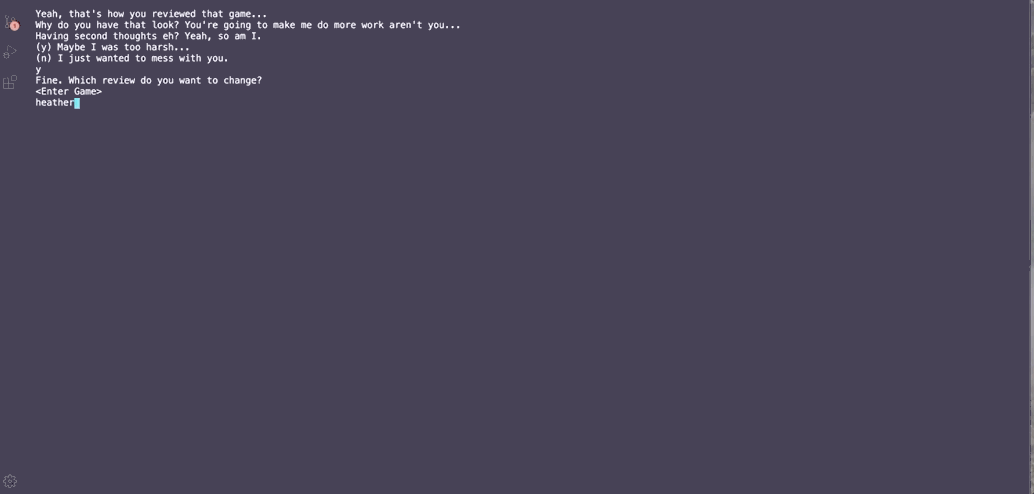 Yeah, that's how you reviewed that game...
Why do you have that look? You're going to make me do more work aren't you...
Having second thoughts eh? Yeah, so am I.
(y) Maybe I was too harsh...
(n) I just wanted to mess with you.
y
Fine. Which review do you want to change?
<Enter Game>
heather
1